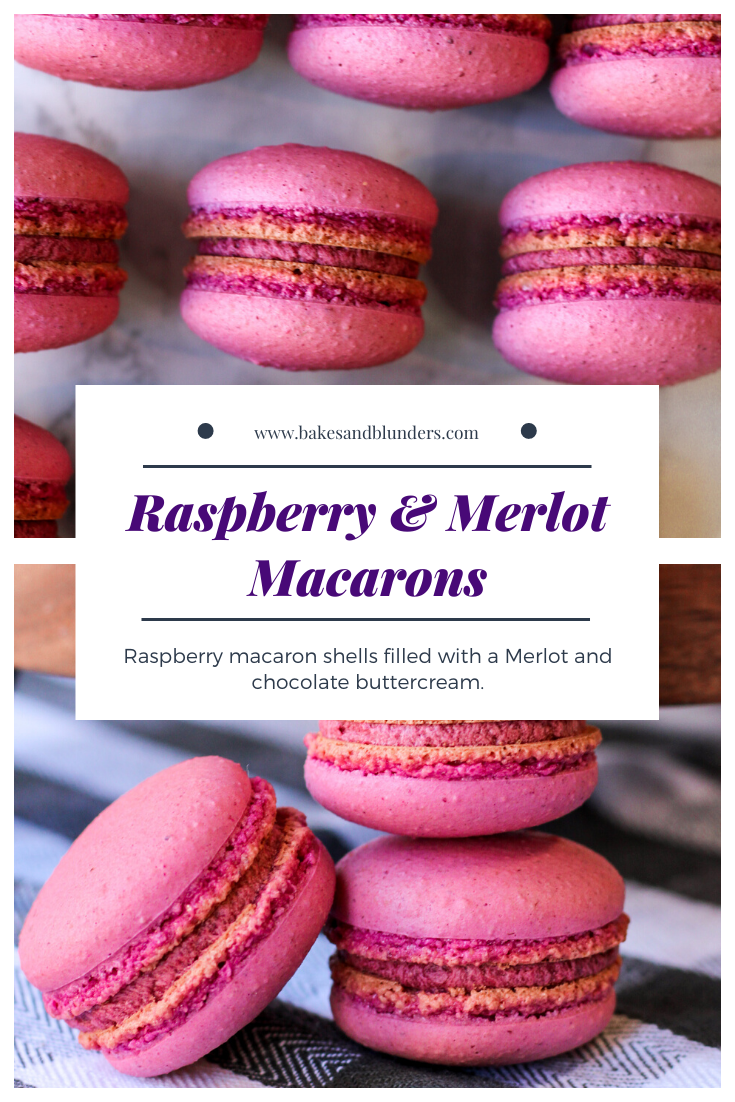 www.bakesandblunders.com
Raspberry & Merlot
Macarons
Raspberry macaron shells filled with a Merlot and
chocolate buttercream.